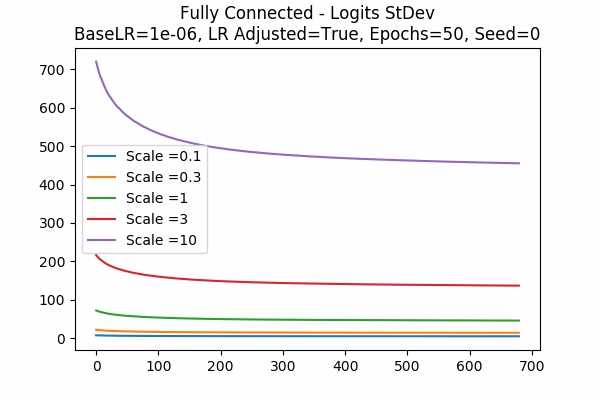 Fully Connected - Logits StDev
BaseLR=1e-06, LR Adjusted=True, Epochs=50, Seed=0
700
600
500
400
300
200
100
0
Scale =0.1
Scale =0.3
Scale =1
Scale =3
Scale =10
0 100 200 300 400 500 600 700